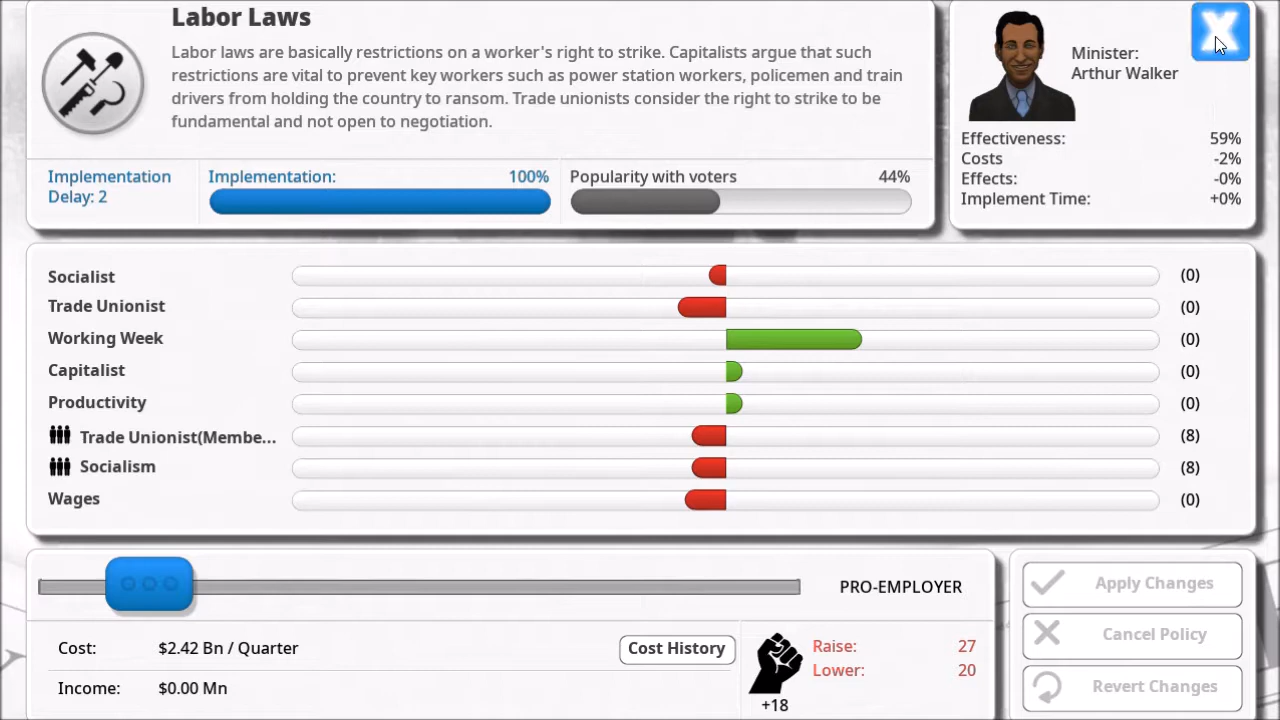 Labor Laws
Labor laws are basically restrictions on a worker's right to strike. Capitalists argue that such
restrictions are vital to prevent key workers such as power station workers, policemen and train
drivers from holding the country to ransom. Trade unionists consider the right to strike to be
fundamental and not open to negotiation.
Implementation
Delay: 2
Implementation: 100%
Popularity with voters 44%
Minister:
Arthur Walker
Effectiveness: 59%
Costs -2%
Effects: -0%
Implement Time: +0%
Socialist (0)
Trade Unionist (0)
Working Week (0)
Capitalist (0)
Productivity (0)
Trade Unionist(Membe... (8)
Socialism (8)
Wages (0)
PRO-EMPLOYER
Cost: $2.42 Bn / Quarter
Cost History
Income: $0.00 Mn
Raise: 27
Lower: 20
+18
Apply Changes
Cancel Policy
Revert Changes